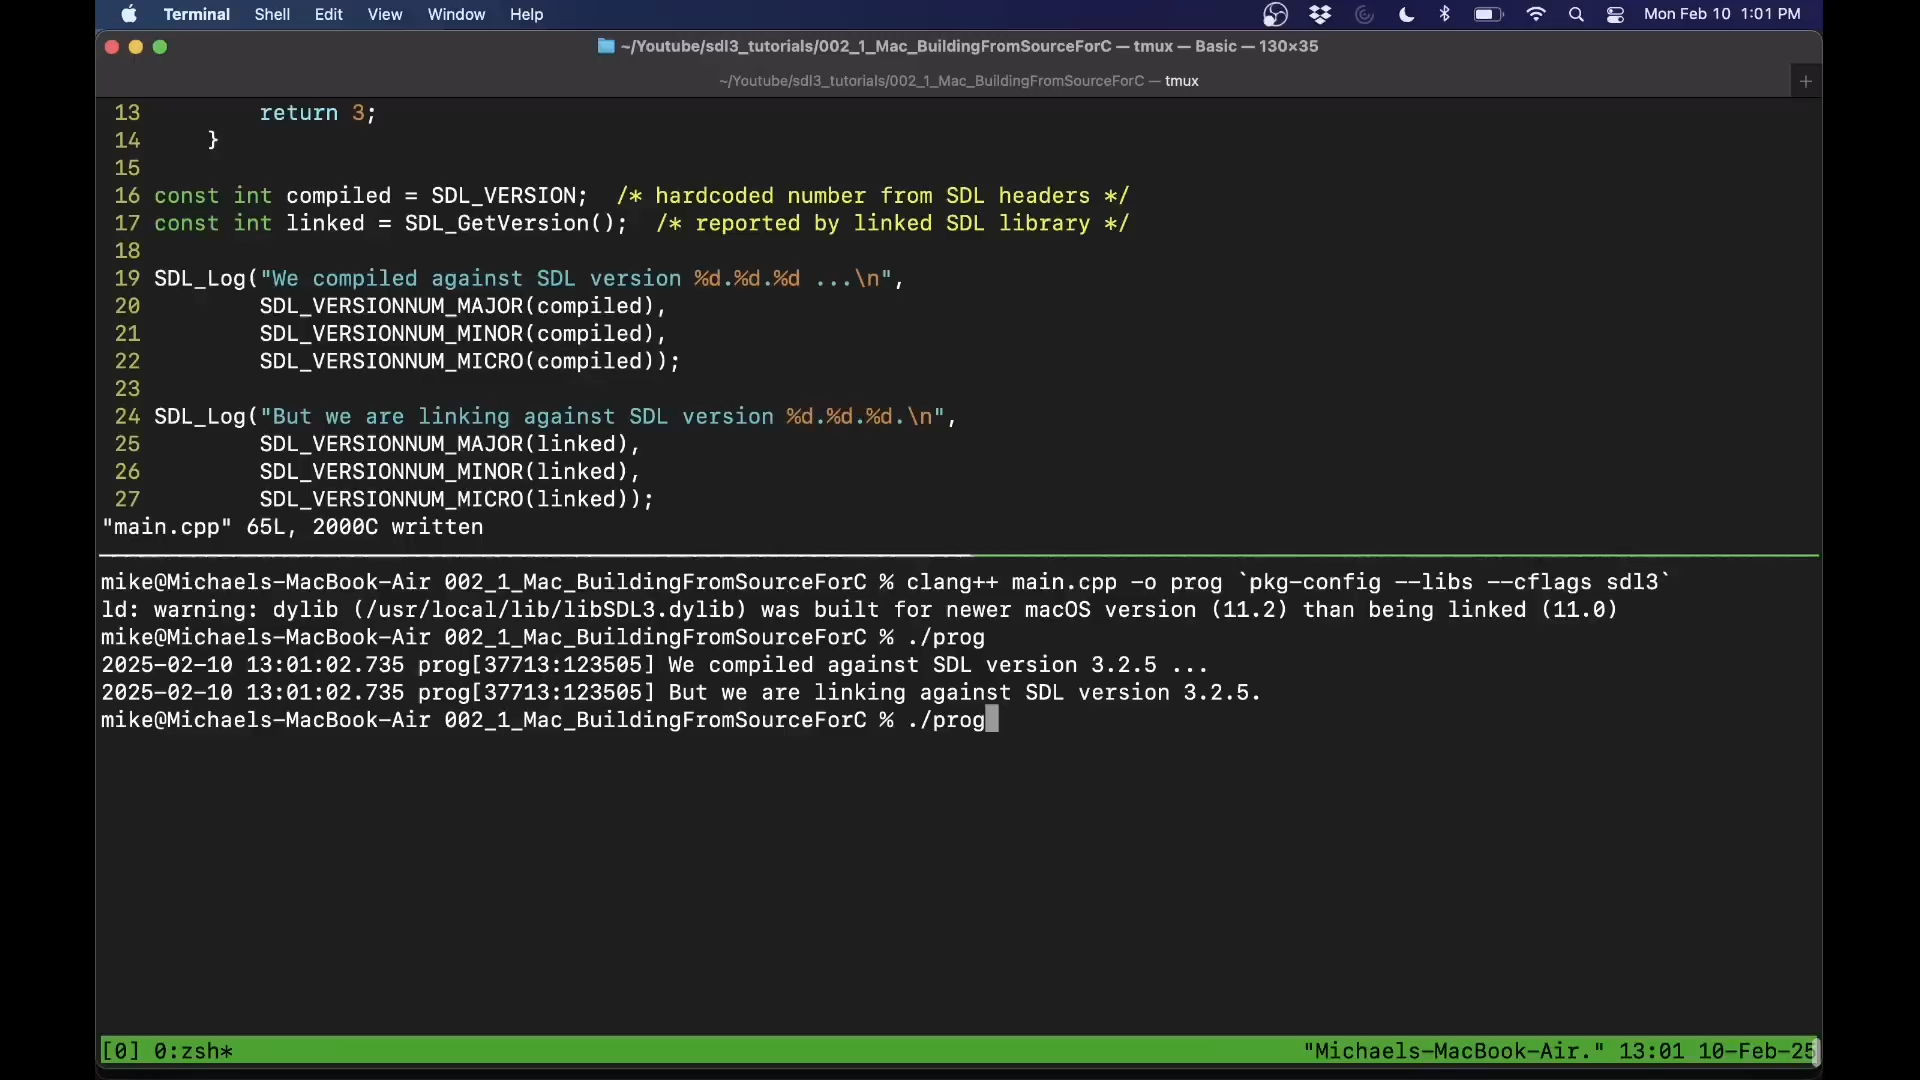 Terminal Shell Edit View Window Help Mon Feb 10 1:01 PM
~/Youtube/sdl3_tutorials/002_1_Mac_BuildingFromSourceForC — tmux — Basic — 130×35
~/Youtube/sdl3_tutorials/002_1_Mac_BuildingFromSourceForC — tmux +
13         return 3;
14     }
15
16 const int compiled = SDL_VERSION;  /* hardcoded number from SDL headers */
17 const int linked = SDL_GetVersion();  /* reported by linked SDL library */
18
19 SDL_Log("We compiled against SDL version %d.%d.%d ...\n",
20         SDL_VERSIONNUM_MAJOR(compiled),
21         SDL_VERSIONNUM_MINOR(compiled),
22         SDL_VERSIONNUM_MICRO(compiled));
23
24 SDL_Log("But we are linking against SDL version %d.%d.%d.\n",
25         SDL_VERSIONNUM_MAJOR(linked),
26         SDL_VERSIONNUM_MINOR(linked),
27         SDL_VERSIONNUM_MICRO(linked));
"main.cpp" 65L, 2000C written
mike@Michaels-MacBook-Air 002_1_Mac_BuildingFromSourceForC % clang++ main.cpp -o prog `pkg-config --libs --cflags sdl3`
ld: warning: dylib (/usr/local/lib/libSDL3.dylib) was built for newer macOS version (11.2) than being linked (11.0)
mike@Michaels-MacBook-Air 002_1_Mac_BuildingFromSourceForC % ./prog
2025-02-10 13:01:02.735 prog[37713:123505] We compiled against SDL version 3.2.5 ...
2025-02-10 13:01:02.735 prog[37713:123505] But we are linking against SDL version 3.2.5.
mike@Michaels-MacBook-Air 002_1_Mac_BuildingFromSourceForC % ./prog
[0] 0:zsh* "Michaels-MacBook-Air." 13:01 10-Feb-25